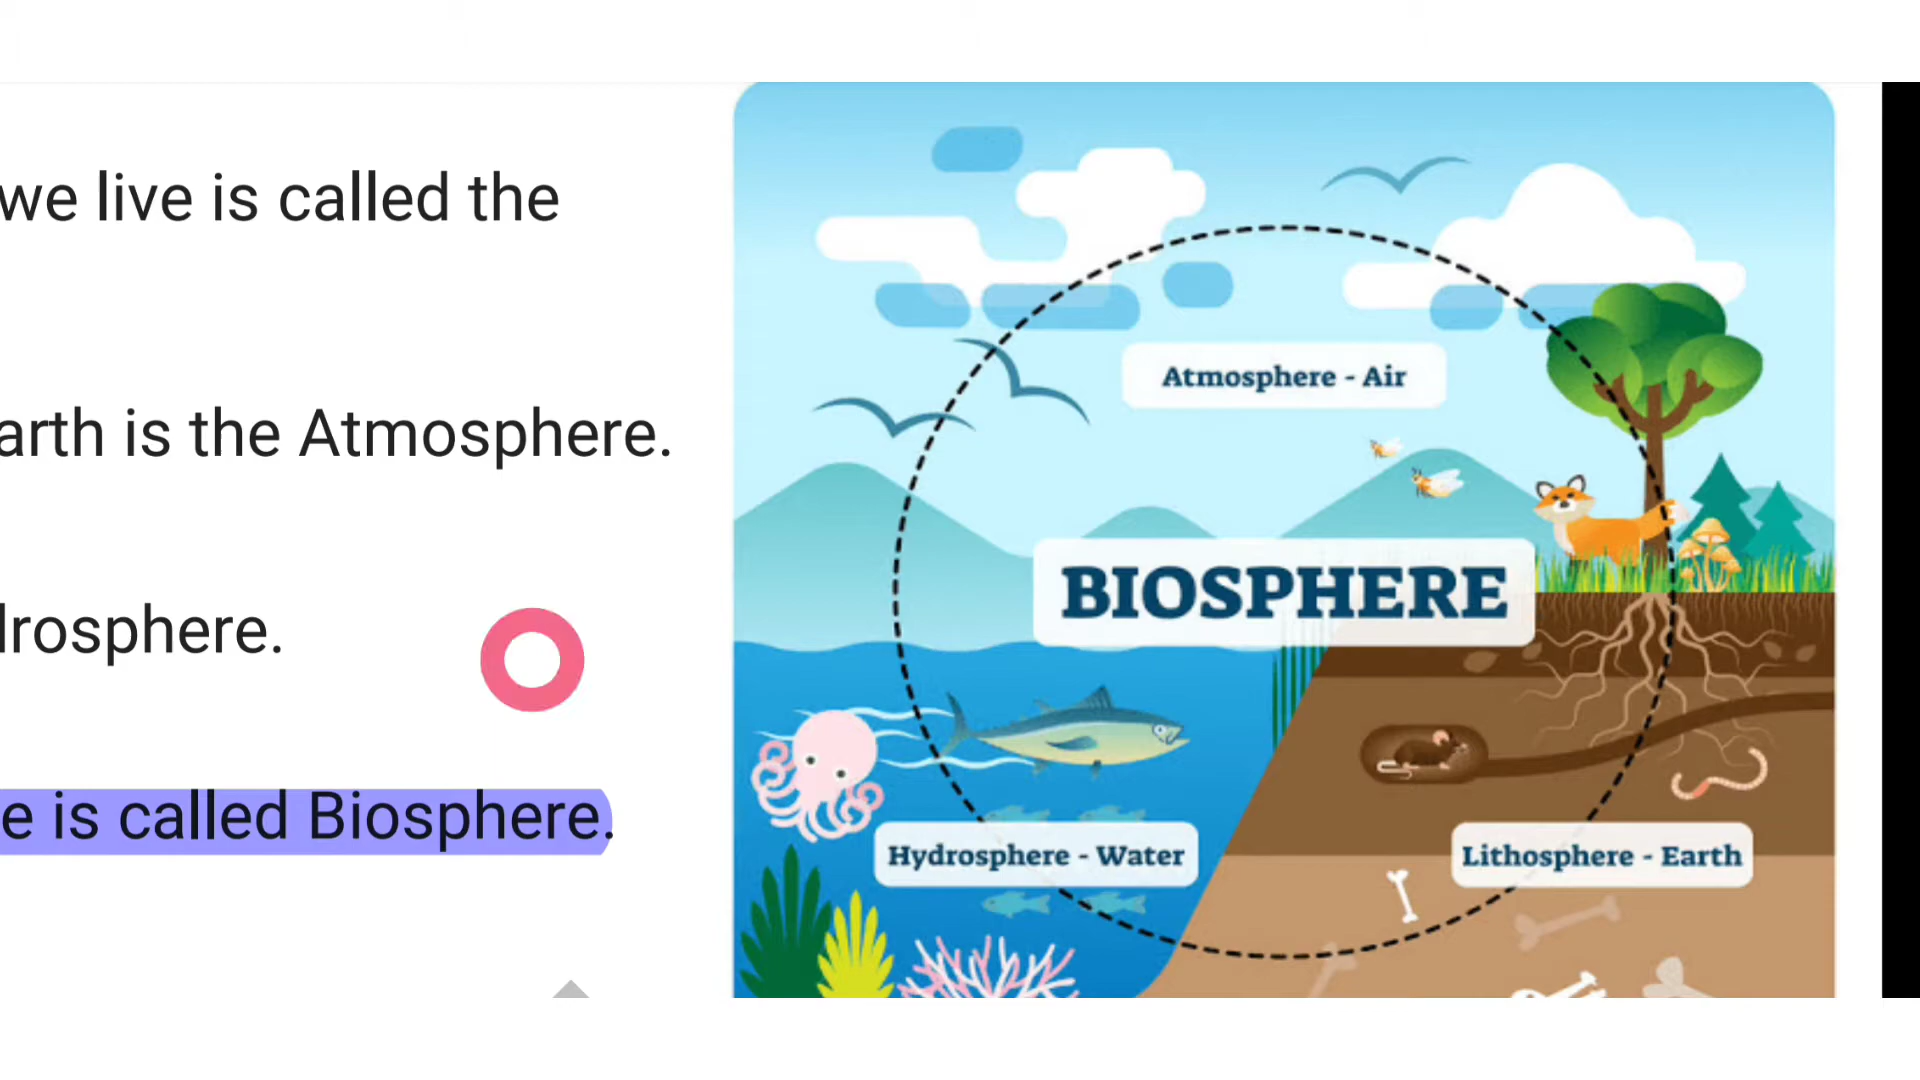 we live is called the
arth is the Atmosphere.
drosphere.
e is called Biosphere.
Atmosphere - Air
BIOSPHERE
Hydrosphere - Water
Lithosphere - Earth